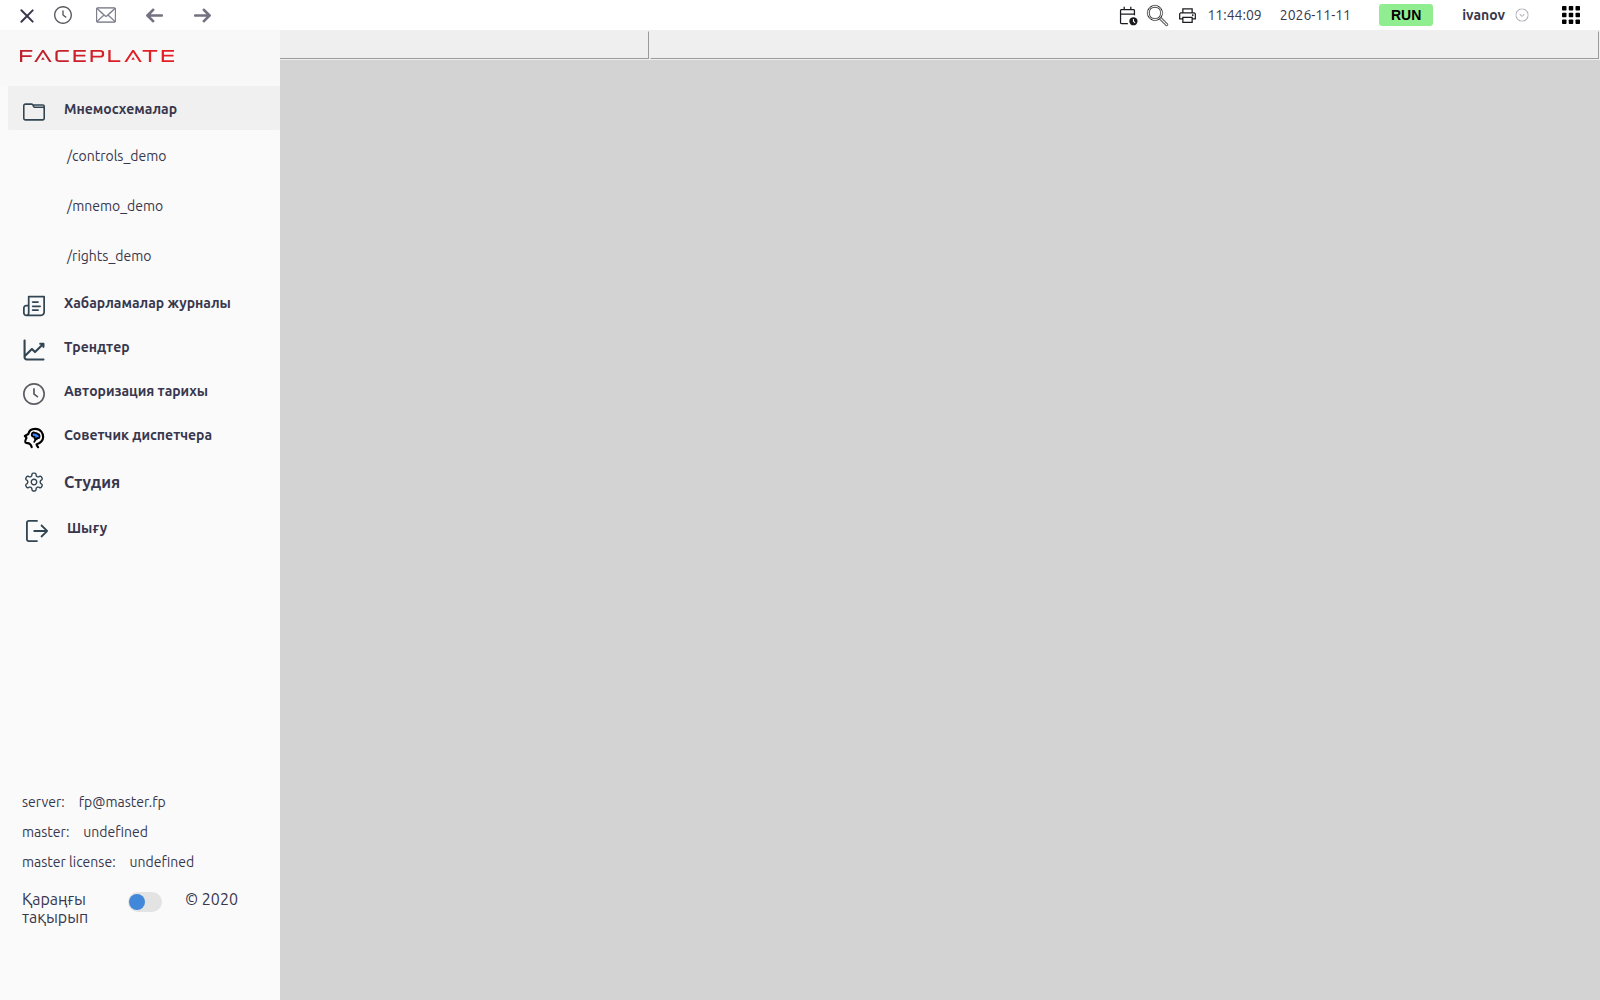 11:44:09 2026-11-11 RUN ivanov
FACEPLATE
Мнемосхемалар
/controls_demo
/mnemo_demo
/rights_demo
Хабарламалар журналы
Трендтер
Авторизация тарихы
Советчик диспетчера
Студия
Шығу
server: fp@master.fp
master: undefined
master license: undefined
Қараңғы тақырып © 2020